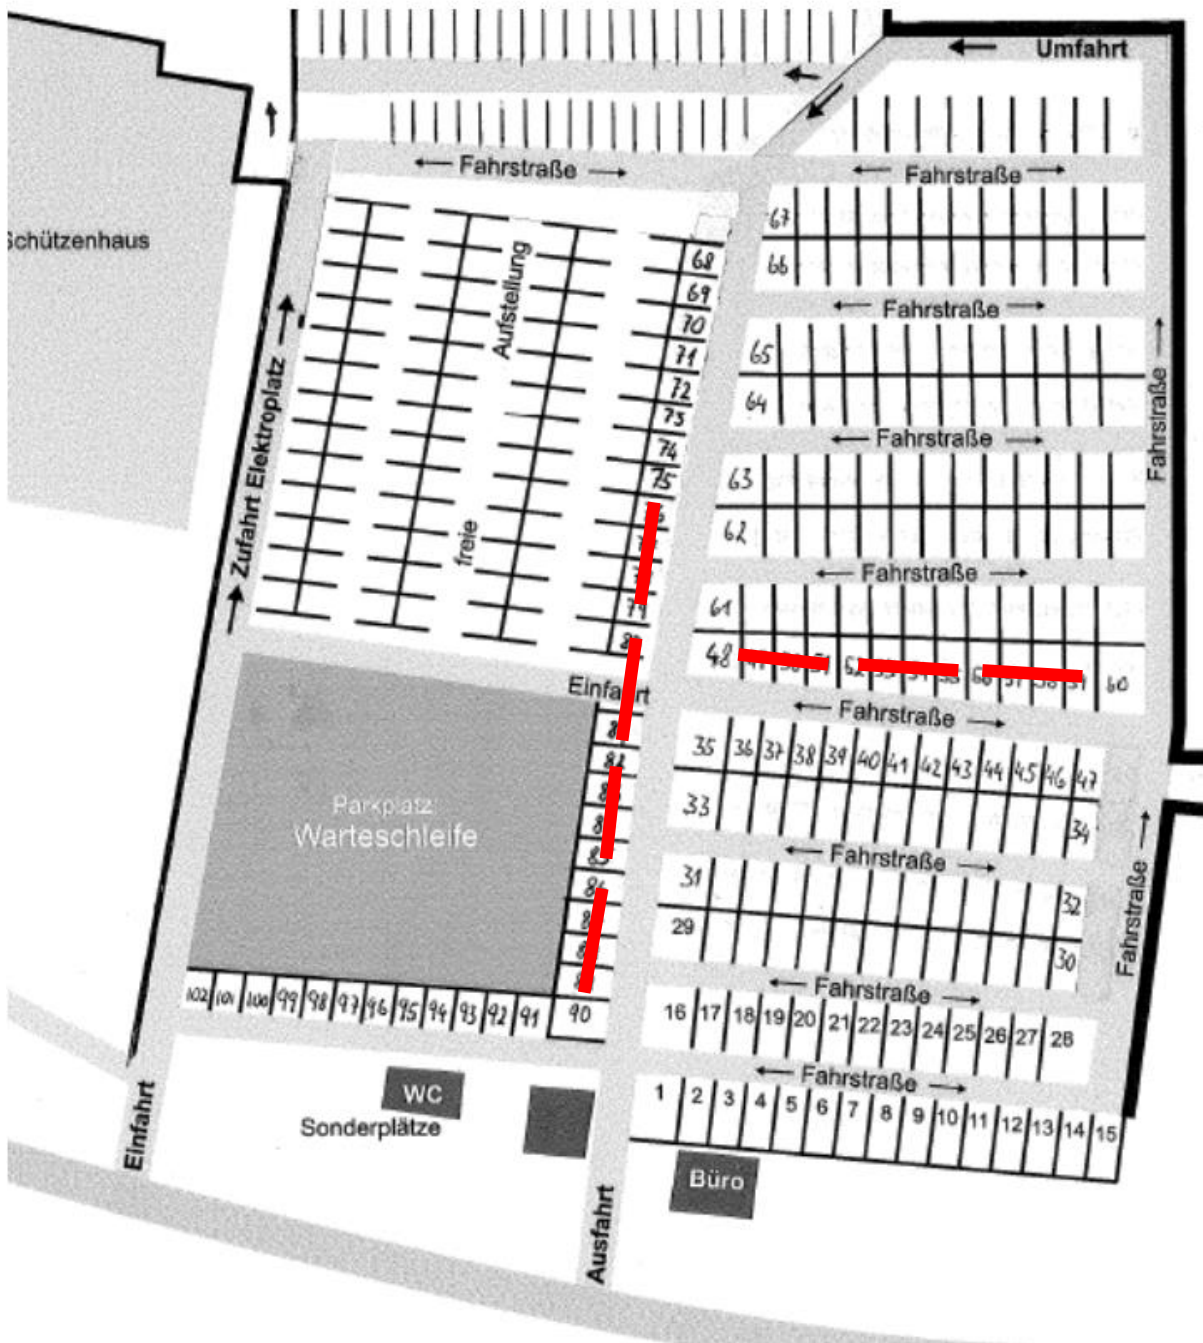 Umfahrt
← Fahrstraße →
← Fahrstraße →
Schützenhaus
67
66
68
69
70
71
72
73
74
75
Aufstellung
freie
← Fahrstraße →
65
64
← Fahrstraße →
63
62
← Fahrstraße →
61
48
60
Zufahrt Elektroplatz
Fahrstraße
← Fahrstraße →
35 36 37 38 39 40 41 42 43 44 45 46 47
33
34
Parkplatz
Warteschleife
← Fahrstraße →
31
32
29
30
Fahrstraße
← Fahrstraße →
102 101 100 99 98 97 96 95 94 93 92 91 90
16 17 18 19 20 21 22 23 24 25 26 27 28
← Fahrstraße →
1 2 3 4 5 6 7 8 9 10 11 12 13 14 15
WC
Sonderplätze
Büro
Einfahrt
Ausfahrt